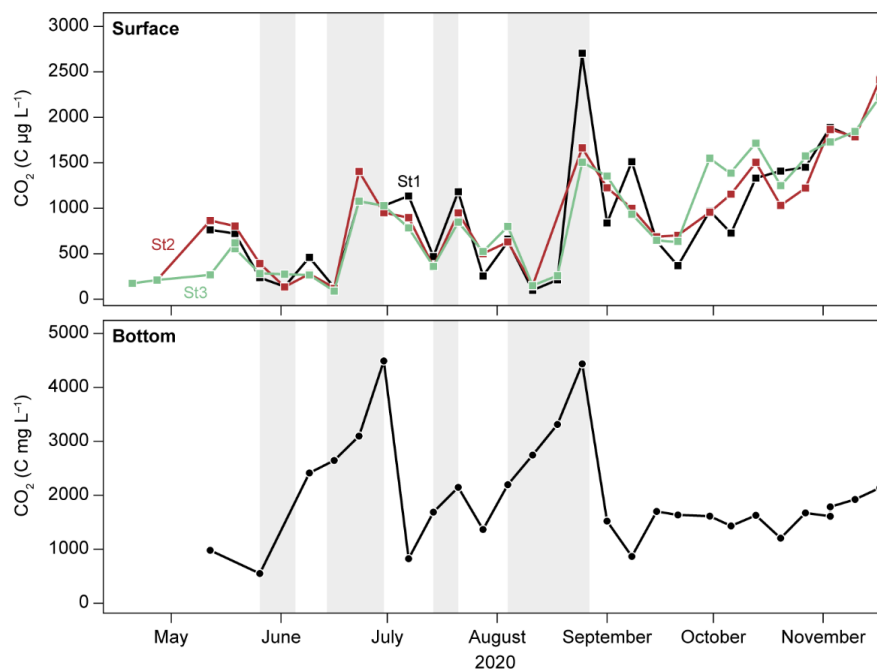 Surface
CO₂ (C µg L⁻¹)
3000
2500
2000
1500
1000
500
0
St1
St2
St3
Bottom
CO₂ (C mg L⁻¹)
5000
4000
3000
2000
1000
0
May June July August September October November
2020